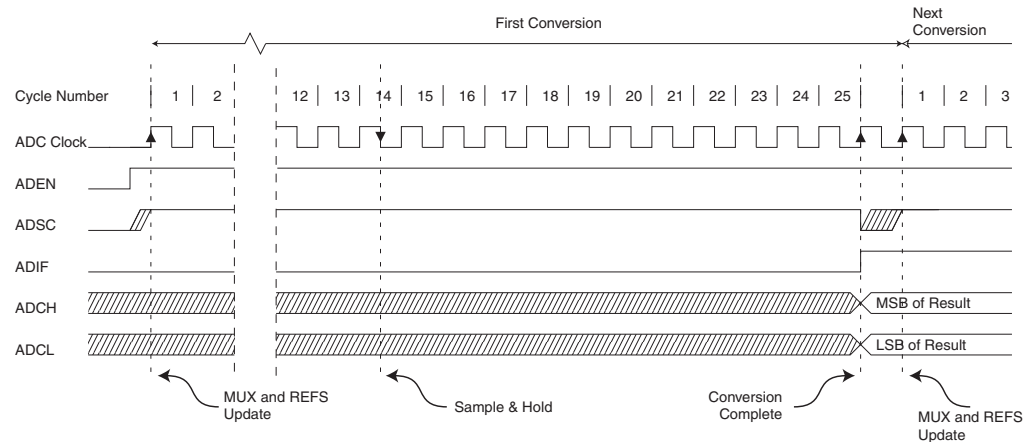 First Conversion
Next
Conversion
Cycle Number 1 2 12 13 14 15 16 17 18 19 20 21 22 23 24 25 1 2 3
ADC Clock
ADEN
ADSC
ADIF
ADCH MSB of Result
ADCL LSB of Result
MUX and REFS
Update
Sample & Hold
Conversion
Complete
MUX and REFS
Update